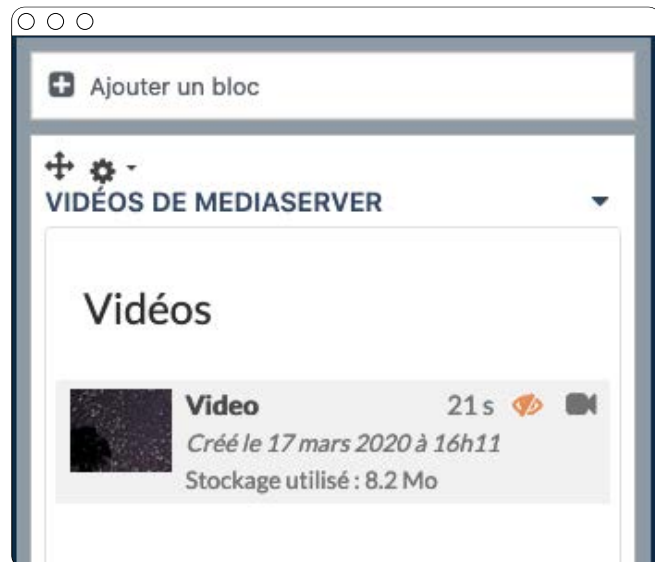 Ajouter un bloc
VIDÉOS DE MEDIASERVER
Vidéos
Video 21 s
Créé le 17 mars 2020 à 16h11
Stockage utilisé : 8.2 Mo